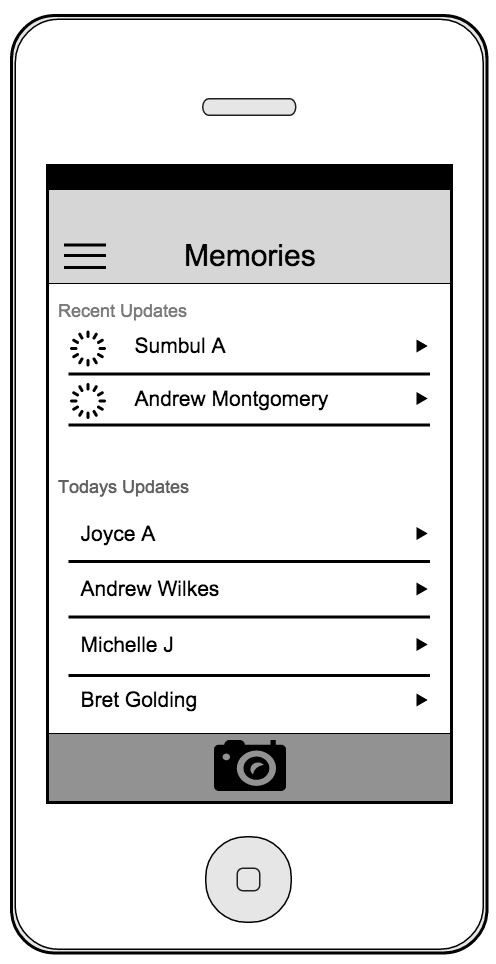 Memories
Recent Updates
Sumbul A
Andrew Montgomery
Todays Updates
Joyce A
Andrew Wilkes
Michelle J
Bret Golding